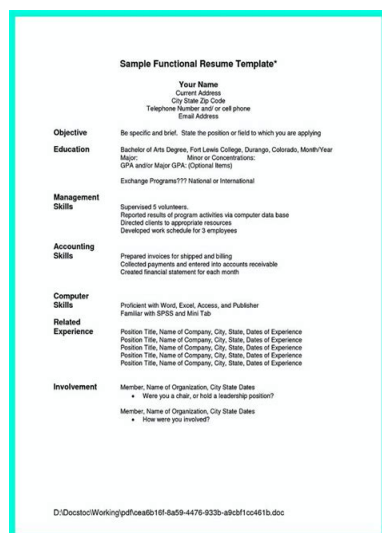 Sample Functional Resume Template*
Your Name
Current Address
City State Zip Code
Telephone Number and/ or cell phone
Email Address
Objective Be specific and brief. State the position or field to which you are applying
Education Bachelor of Arts Degree, Fort Lewis College, Durango, Colorado, Month/Year
Major: Minor or Concentrations:
GPA and/or Major GPA: (Optional Items)
Exchange Programs??? National or International
Management
Skills Supervised 5 volunteers.
Reported results of program activities via computer data base
Directed clients to appropriate resources
Developed work schedule for 3 employees
Accounting
Skills Prepared invoices for shipped and billing
Collected payments and entered into accounts receivable
Created financial statement for each month
Computer
Skills Proficient with Word, Excel, Access, and Publisher
Familiar with SPSS and Mini Tab
Related
Experience Position Title, Name of Company, City, State, Dates of Experience
Position Title, Name of Company, City, State, Dates of Experience
Position Title, Name of Company, City, State, Dates of Experience
Position Title, Name of Company, City, State, Dates of Experience
Position Title, Name of Company, City, State, Dates of Experience
Involvement Member, Name of Organization, City State Dates
• Were you a chair, or hold a leadership position?
Member, Name of Organization, City State Dates
• How were you involved?
D:\Docstoc\Working\pdf\cea6b16f-8a59-4476-933b-a9cbf1cc461b.doc